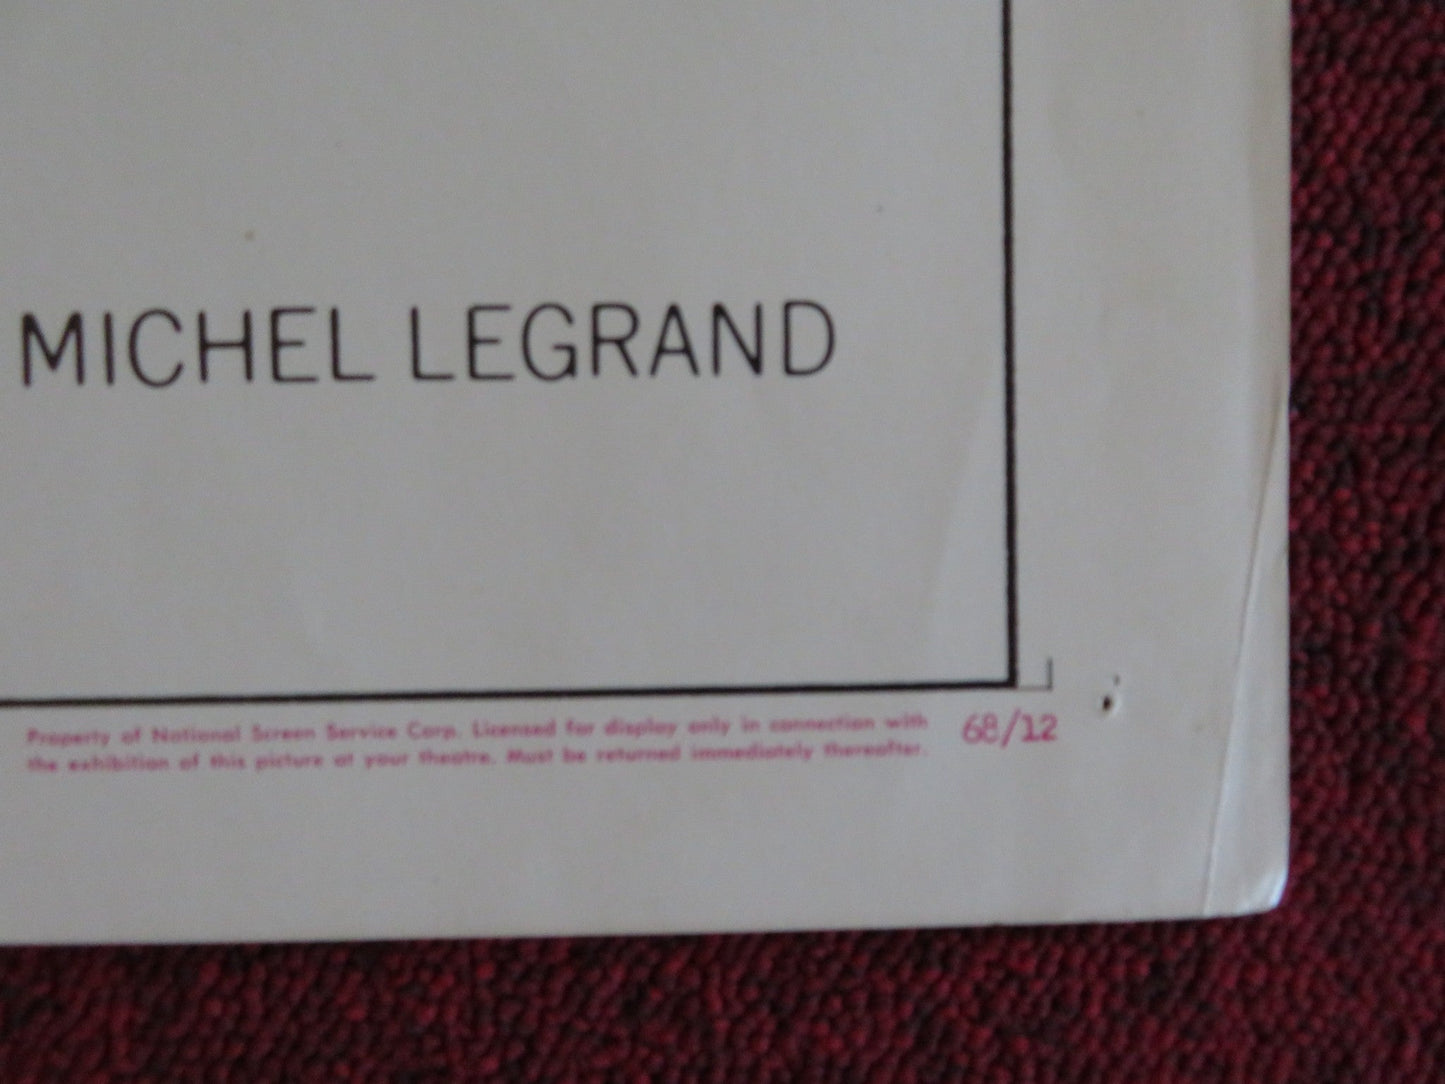 MICHEL LEGRAND
Property of National Screen Service Corp. Licensed for display only in connection with
the exhibition of this picture at your theatre. Must be returned immediately thereafter.
68/12